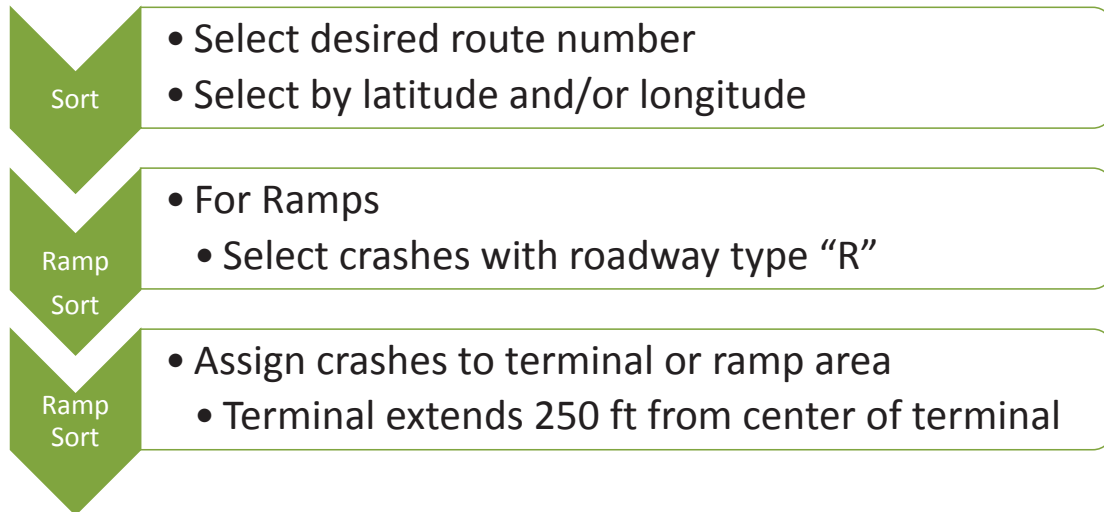 Sort
• Select desired route number
• Select by latitude and/or longitude
Ramp
Sort
• For Ramps
• Select crashes with roadway type “R”
Ramp
Sort
• Assign crashes to terminal or ramp area
• Terminal extends 250 ft from center of terminal